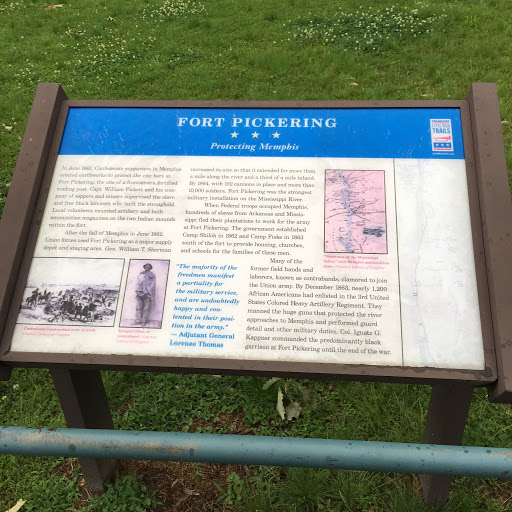 FORT PICKERING
Protecting Memphis
TRAILS
In June 1861, Confederate supporters in Memphis
erected earthworks to protect the city here at
Fort Pickering, the site of a
trading post. Capt. William Pickett and his company
of sappers and miners supervised the slave
and free black laborers who built the stronghold.
Local volunteers mounted artillery and built
ammunition magazines in the two Indian mounds
within the fort.
After the fall of Memphis in June 1862,
Union forces used Fort Pickering as a major supply
depot and staging area. Gen. William T. Sherman
increased its size so that it extended for more than
a mile along the river and a third of a mile inland.
By 1864, with 102 cannons in place and more than
10,000 soldiers, Fort Pickering was the strongest
military installation on the Mississippi River.
When Federal troops occupied Memphis,
hundreds of slaves from Arkansas and Missis-
sippi fled their plantations to work for the army
at Fort Pickering. The government established
Camp Shiloh in 1862 and Camp Fiske in 1863
south of the fort to provide housing, churches,
and schools for the families of these men.
Many of the
former field hands and
laborers, known as contrabands, clamored to join
the Union army. By December 1863, nearly 1,200
African Americans had enlisted in the 3rd United
States Colored Heavy Artillery Regiment. They
manned the huge guns that protected the river
approaches to Memphis and performed guard
detail and other military duties. Col. Ignatz G.
Kappner commanded the predominantly black
garrison at Fort Pickering until the end of the war.
"The majority of the
freedmen manifest
a partiality for
the military service,
and are undoubtedly
happy and con-
tented in their posi-
tion in the army."
— Adjutant General
Lorenzo Thomas